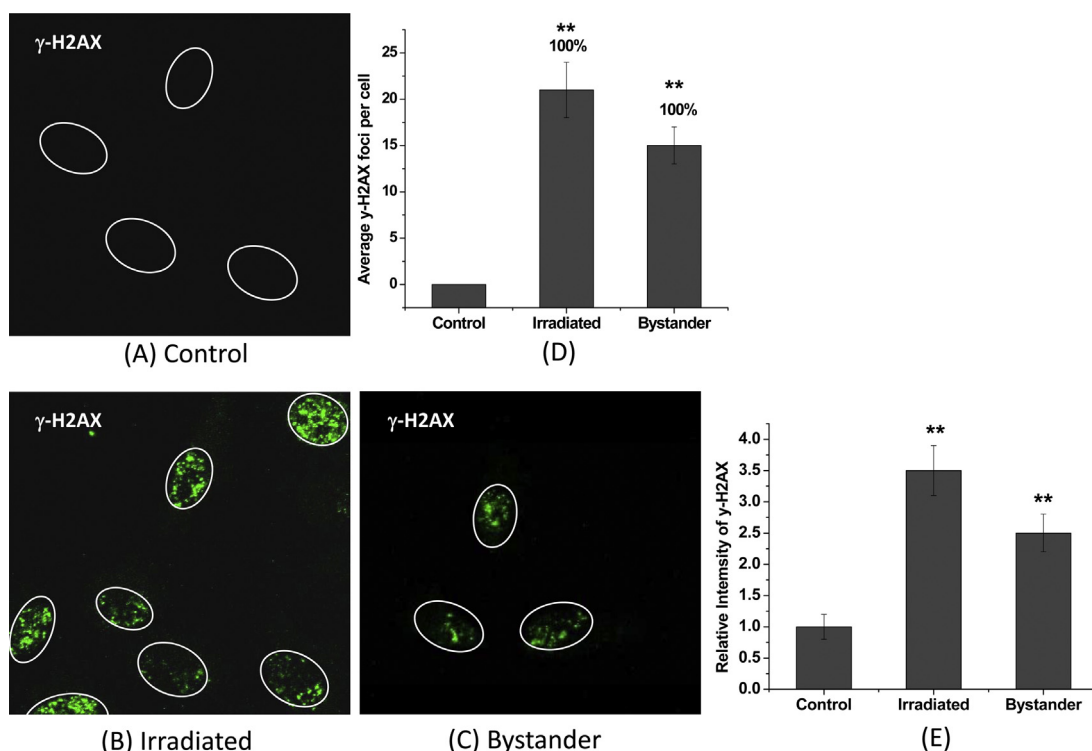 γ-H2AX
(A) Control
Average y-H2AX foci per cell
25
20
15
10
5
0
**
100%
**
100%
Control Irradiated Bystander
(D)
γ-H2AX
(B) Irradiated
γ-H2AX
(C) Bystander
Relative Intemsity of y-H2AX
4.0
3.5
3.0
2.5
2.0
1.5
1.0
0.5
0.0
**
**
Control Irradiated Bystander
(E)